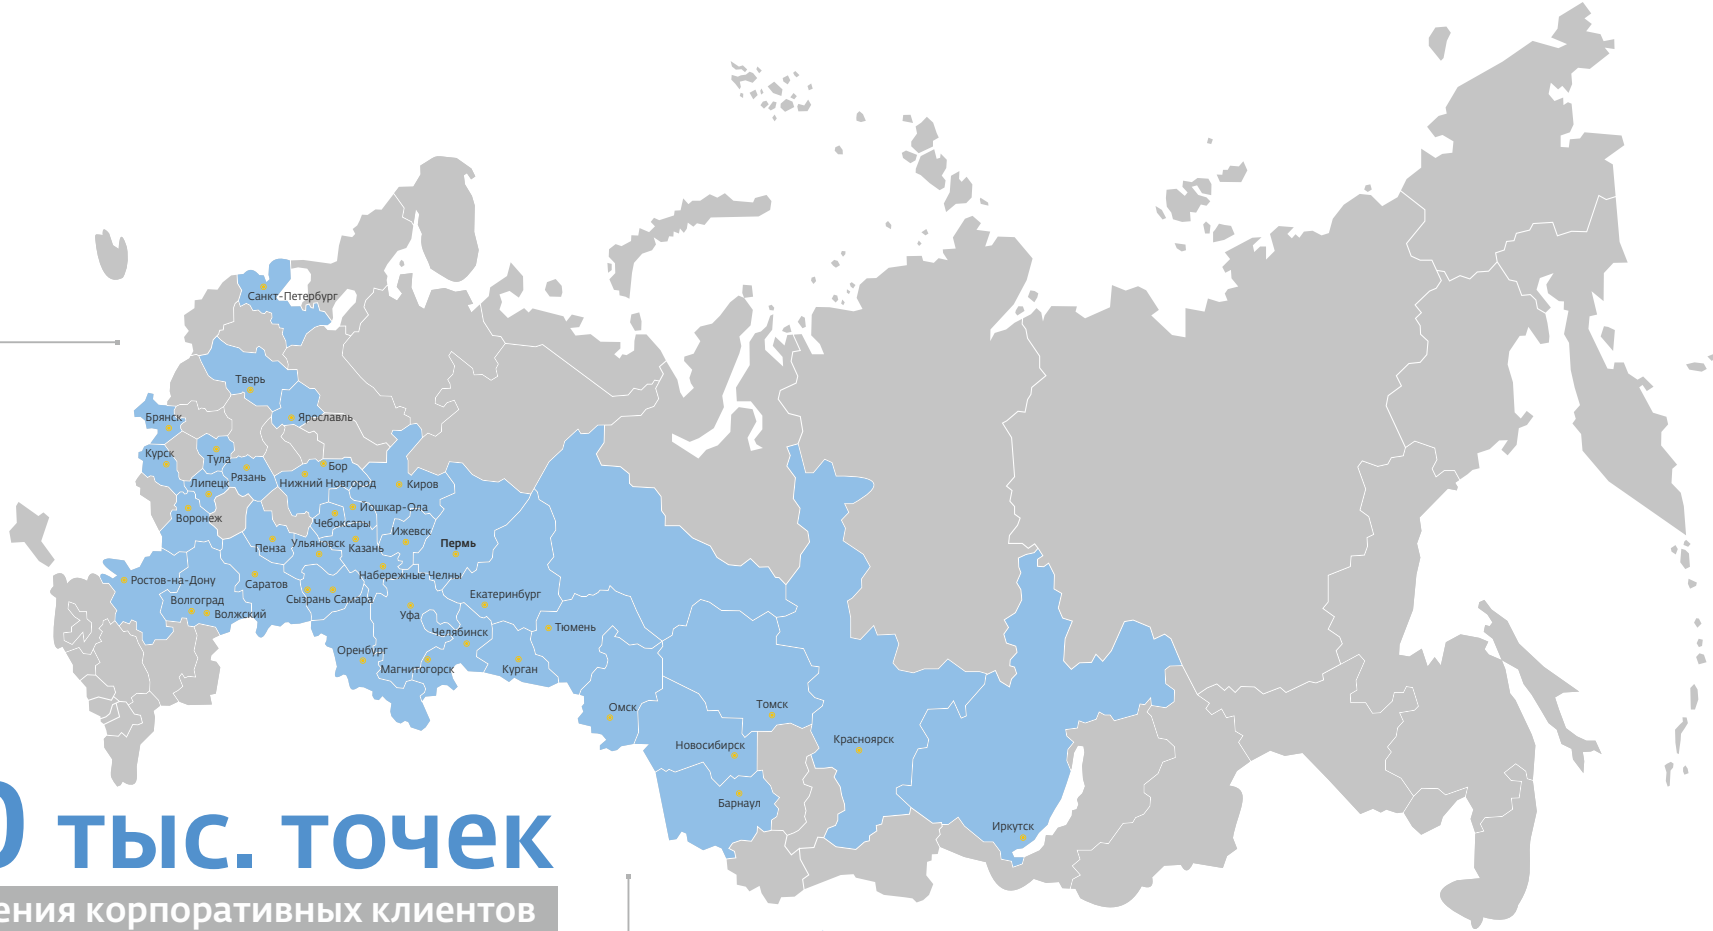 Санкт-Петербург
Тверь
Ярославль
Брянск
Курск
Тула
Бор
Рязань
Липецк
Нижний Новгород
Киров
Йошкар-Ола
Воронеж
Чебоксары
Ижевск
Пенза
Ульяновск
Казань
Пермь
Набережные Челны
Ростов-на-Дону
Саратов
Екатеринбург
Волгоград
Сызрань
Самара
Волжский
Уфа
Тюмень
Челябинск
Оренбург
Магнитогорск
Курган
Омск
Томск
Новосибирск
Красноярск
Барнаул
Иркутск
0 тыс. точек
ения корпоративных клиентов